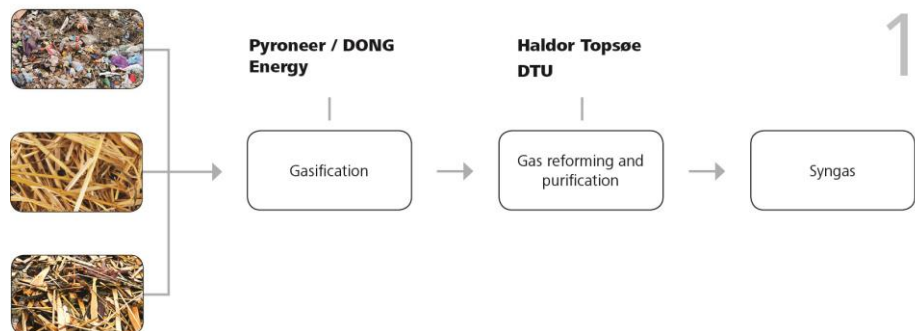 Pyroneer / DONG
Energy
Haldor Topsøe
DTU
1
Gasification
Gas reforming and
purification
Syngas